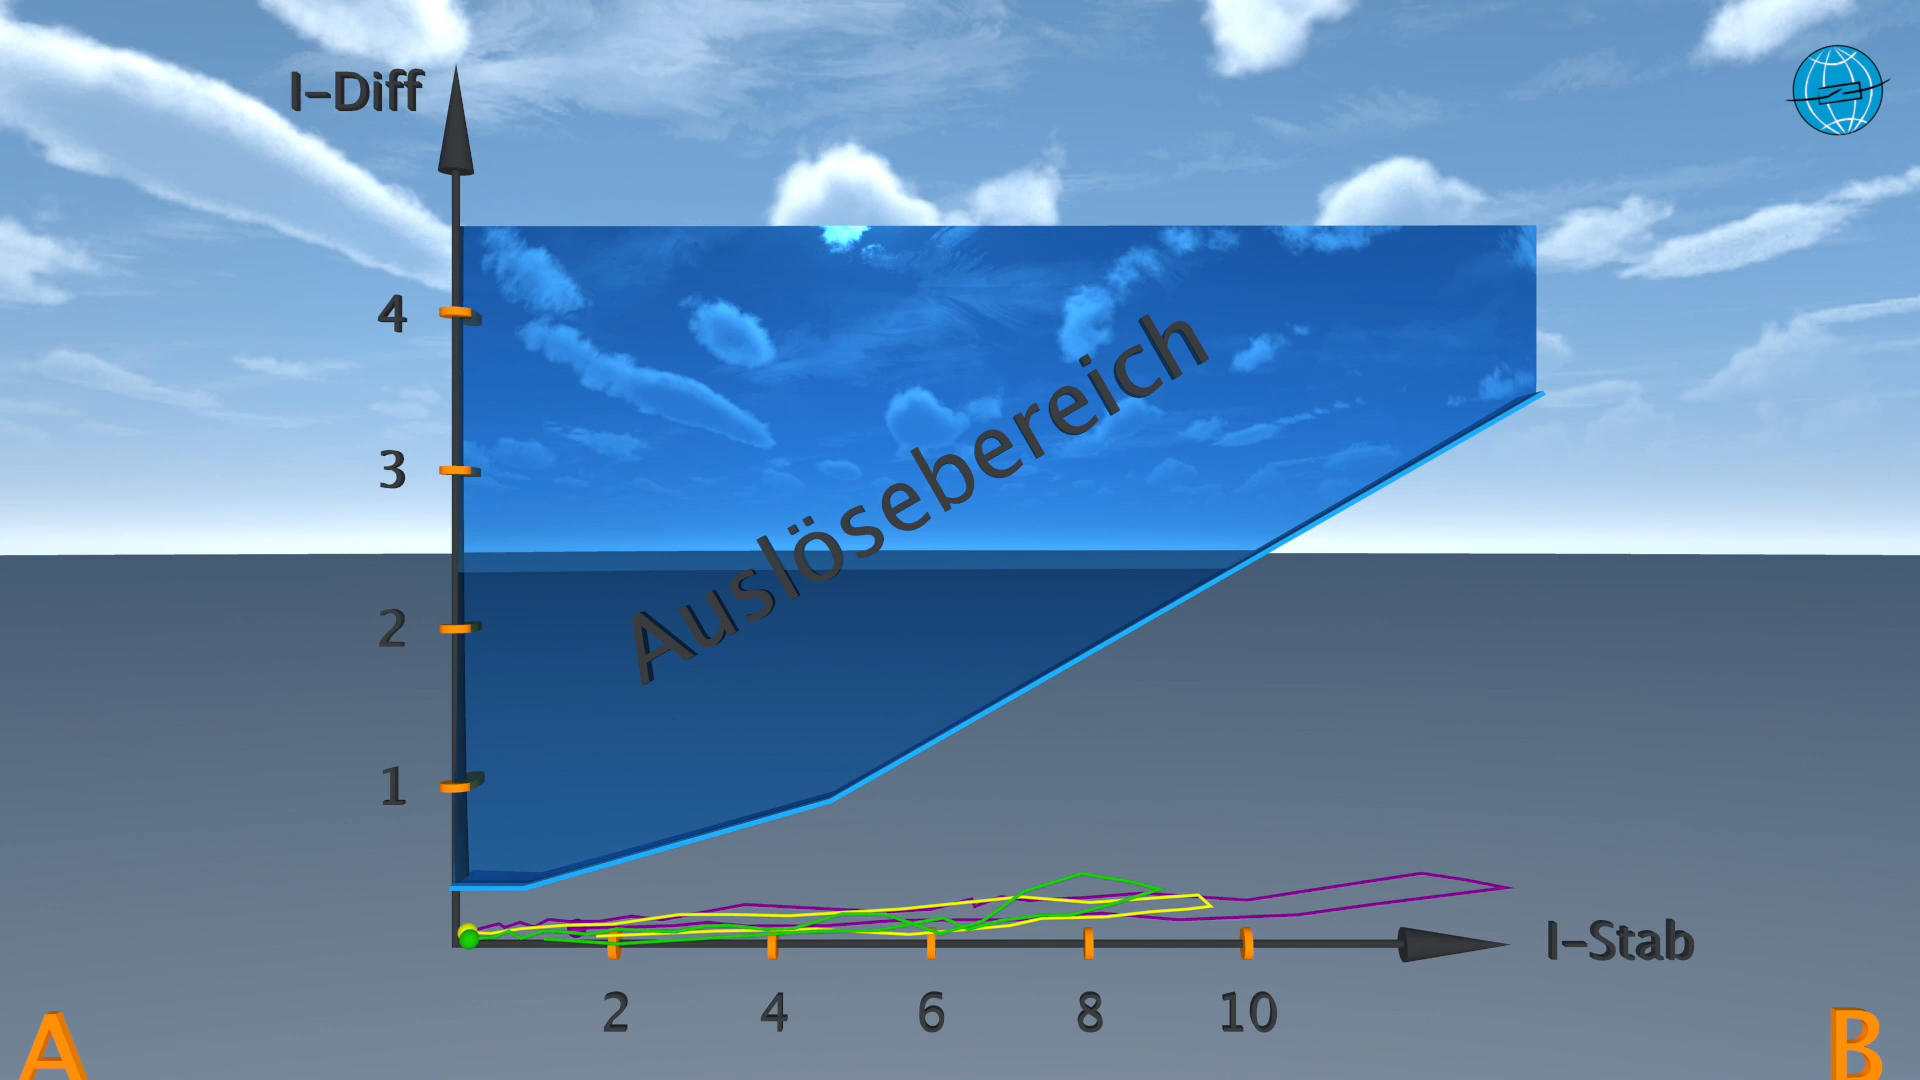 I-Diff
4
3
2
1
Auslösebereich
I-Stab
2 4 6 8 10
A B